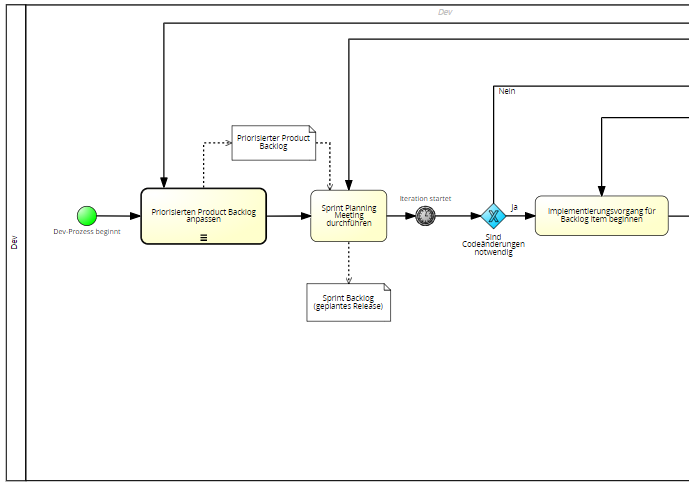 Dev
Dev
Nein
Priorisierter Product
Backlog
Iteration startet
Priorisierten Product Backlog
anpassen
Sprint Planning
Meeting
durchführen
Ja
Implementierungsvorgang für
Backlog Item beginnen
Dev-Prozess beginnt
Sind
Codeänderungen
notwendig
Sprint Backlog
(geplantes Release)